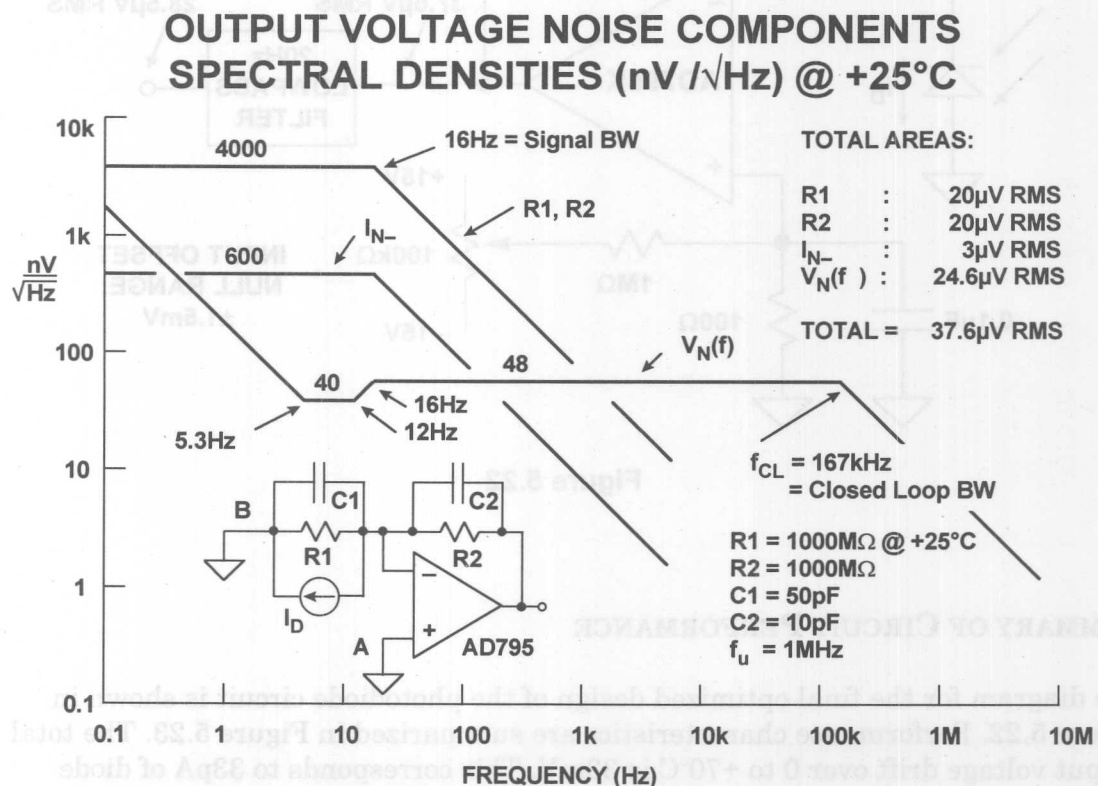 OUTPUT VOLTAGE NOISE COMPONENTS
SPECTRAL DENSITIES (nV/√Hz) @ +25°C
10k
1k
nV
√Hz
100
10
1
0.1
0.1
1
10
100
1k
10k
100k
1M
10M
FREQUENCY (Hz)
4000
16Hz = Signal BW
R1, R2
I_N–
600
40
48
V_N(f)
5.3Hz
16Hz
12Hz
f_CL = 167kHz
= Closed Loop BW
TOTAL AREAS:
R1 : 20µV RMS
R2 : 20µV RMS
I_N– : 3µV RMS
V_N(f ) : 24.6µV RMS
TOTAL = 37.6µV RMS
B
C1
R1
I_D
C2
R2
–
+
A
AD795
R1 = 1000MΩ @ +25°C
R2 = 1000MΩ
C1 = 50pF
C2 = 10pF
f_u = 1MHz